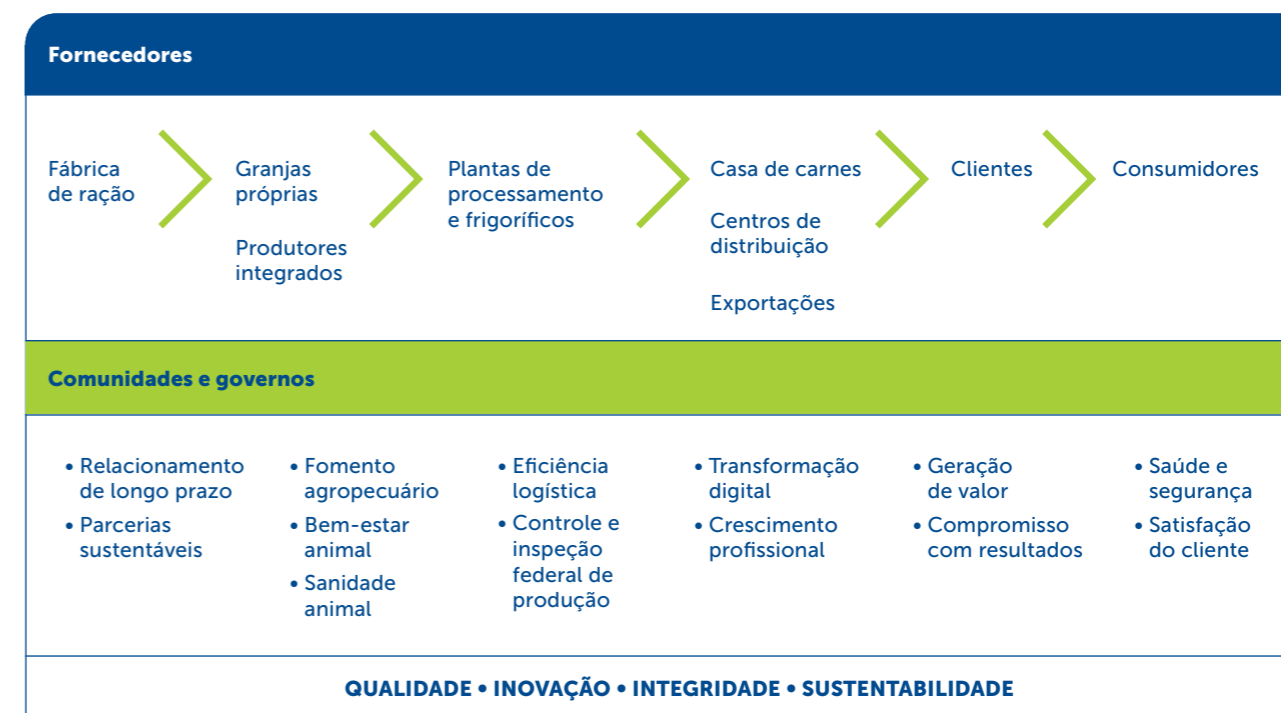 Fornecedores
Fábrica
de ração
Granjas
próprias
Produtores
integrados
Plantas de
processamento
e frigoríficos
Casa de carnes
Centros de
distribuição
Exportações
Clientes
Consumidores
Comunidades e governos
• Relacionamento
de longo prazo
• Parcerias
sustentáveis
• Fomento
agropecuário
• Bem-estar
animal
• Sanidade
animal
• Eficiência
logística
• Controle e
inspeção
federal de
produção
• Transformação
digital
• Crescimento
profissional
• Geração
de valor
• Compromisso
com resultados
• Saúde e
segurança
• Satisfação
do cliente
QUALIDADE • INOVAÇÃO • INTEGRIDADE • SUSTENTABILIDADE